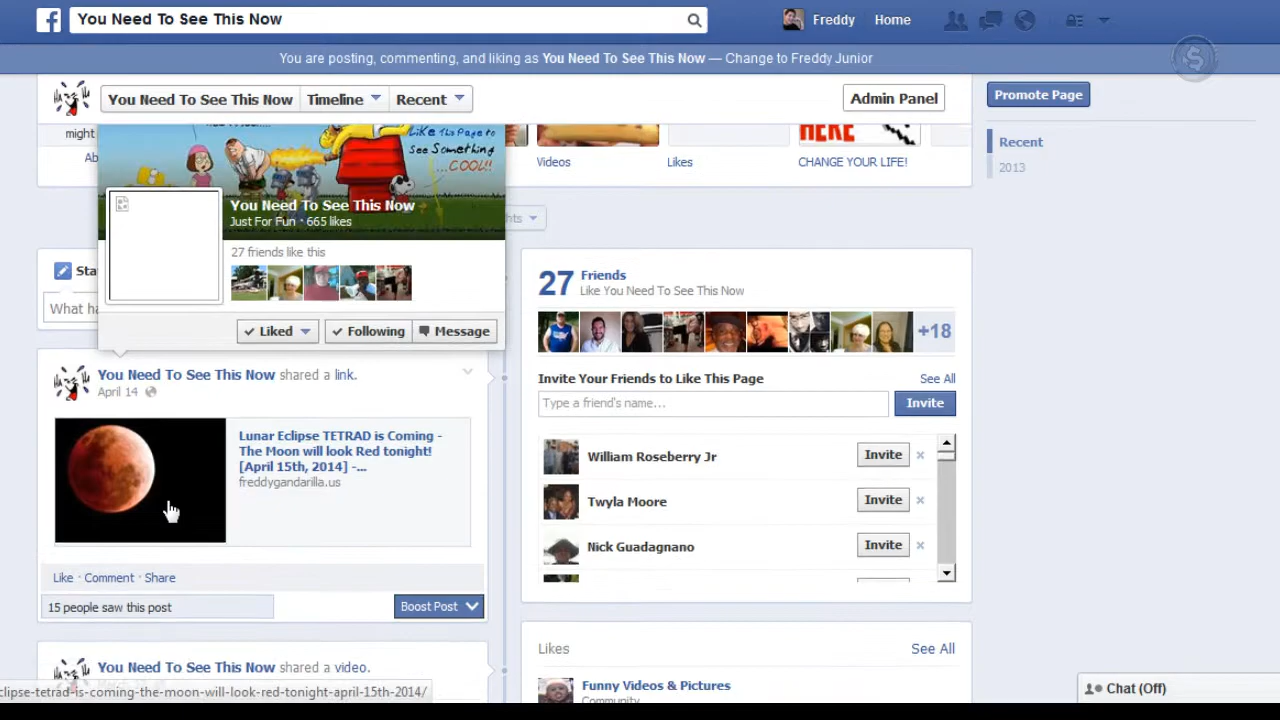 You Need To See This Now
Freddy
Home
You are posting, commenting, and liking as You Need To See This Now — Change to Freddy Junior
You Need To See This Now
Timeline
Recent
Admin Panel
Promote Page
Recent
2013
might
Ab
Like This Page to
See Something
...COOL!!
HERE
Videos
Likes
CHANGE YOUR LIFE!
You Need To See This Now
Just For Fun · 665 likes
27 friends like this
Liked
Following
Message
hts
Sta
What ha
27 Friends
Like You Need To See This Now
+18
Invite Your Friends to Like This Page
See All
Type a friend's name...
Invite
William Roseberry Jr
Invite
Twyla Moore
Invite
Nick Guadagnano
Invite
You Need To See This Now shared a link.
April 14
Lunar Eclipse TETRAD is Coming -
The Moon will look Red tonight!
[April 15th, 2014] -...
freddygandarilla.us
Like · Comment · Share
15 people saw this post
Boost Post
You Need To See This Now shared a video.
clipse-tetrad-is-coming-the-moon-will-look-red-tonight-april-15th-2014/
Likes
See All
Funny Videos & Pictures
Community
Chat (Off)